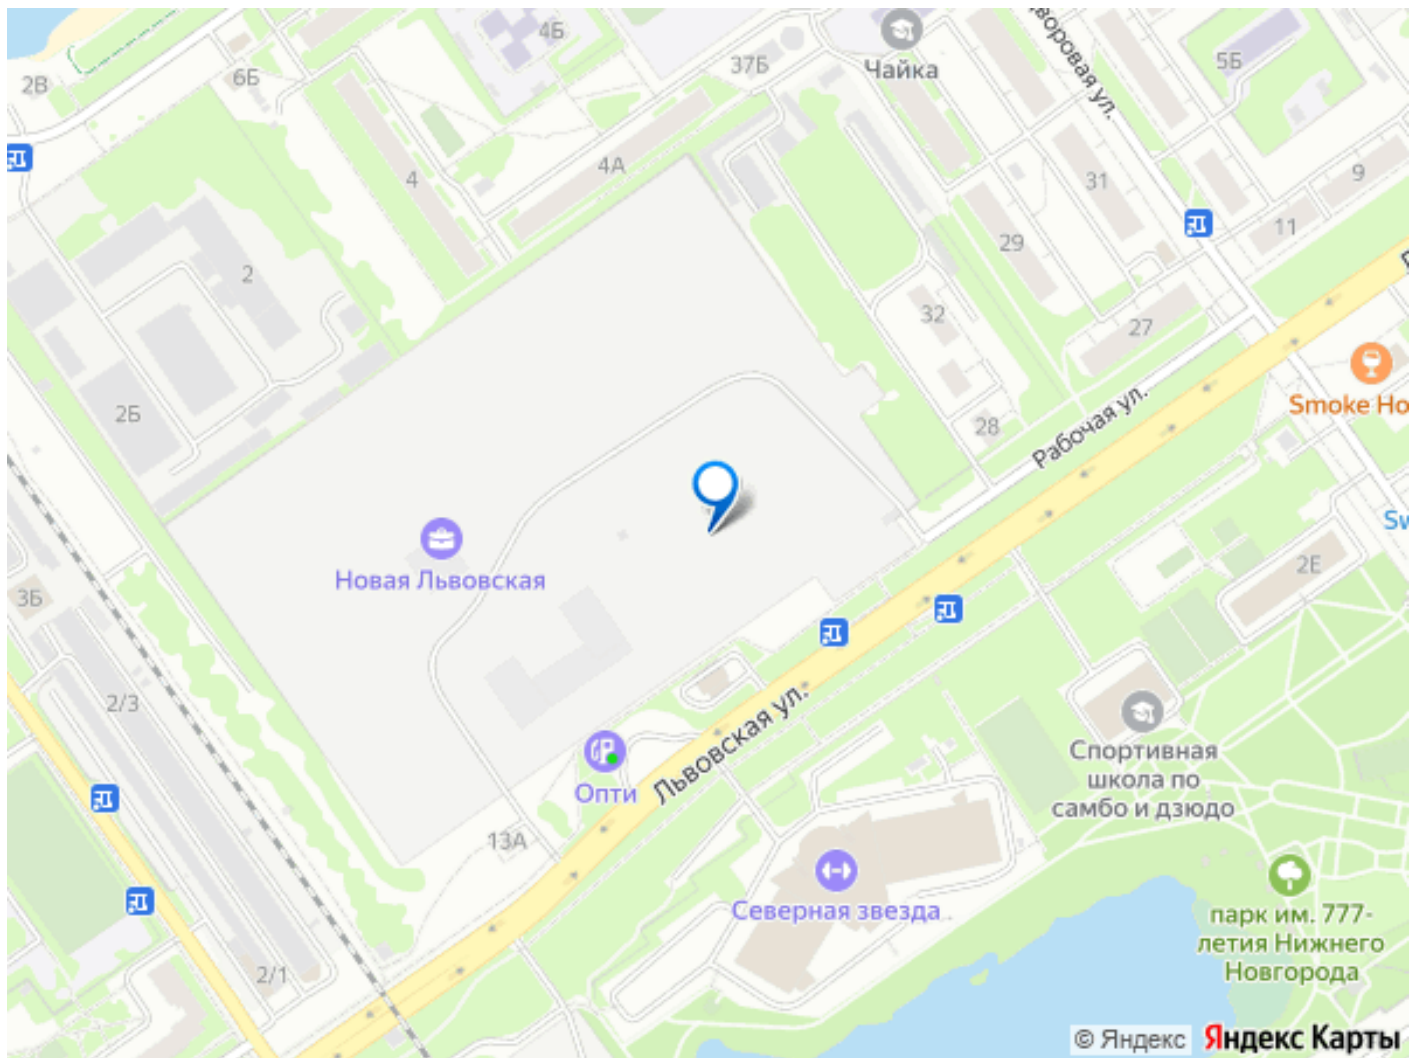 4Б
Дворовая ул.
5Б
2В
6Б
37Б
Чайка
4
4А
31
9
29
11
2
32
27
2Б
28
Рабочая ул.
Smoke Ho
Sw
Новая Львовская
2Е
3Б
2/3
Львовская ул.
Спортивная
школа по
самбо и дзюдо
Опти
13А
Северная звезда
парк им. 777-
летия Нижнего
Новгорода
2/1
© Яндекс Яндекс Карты